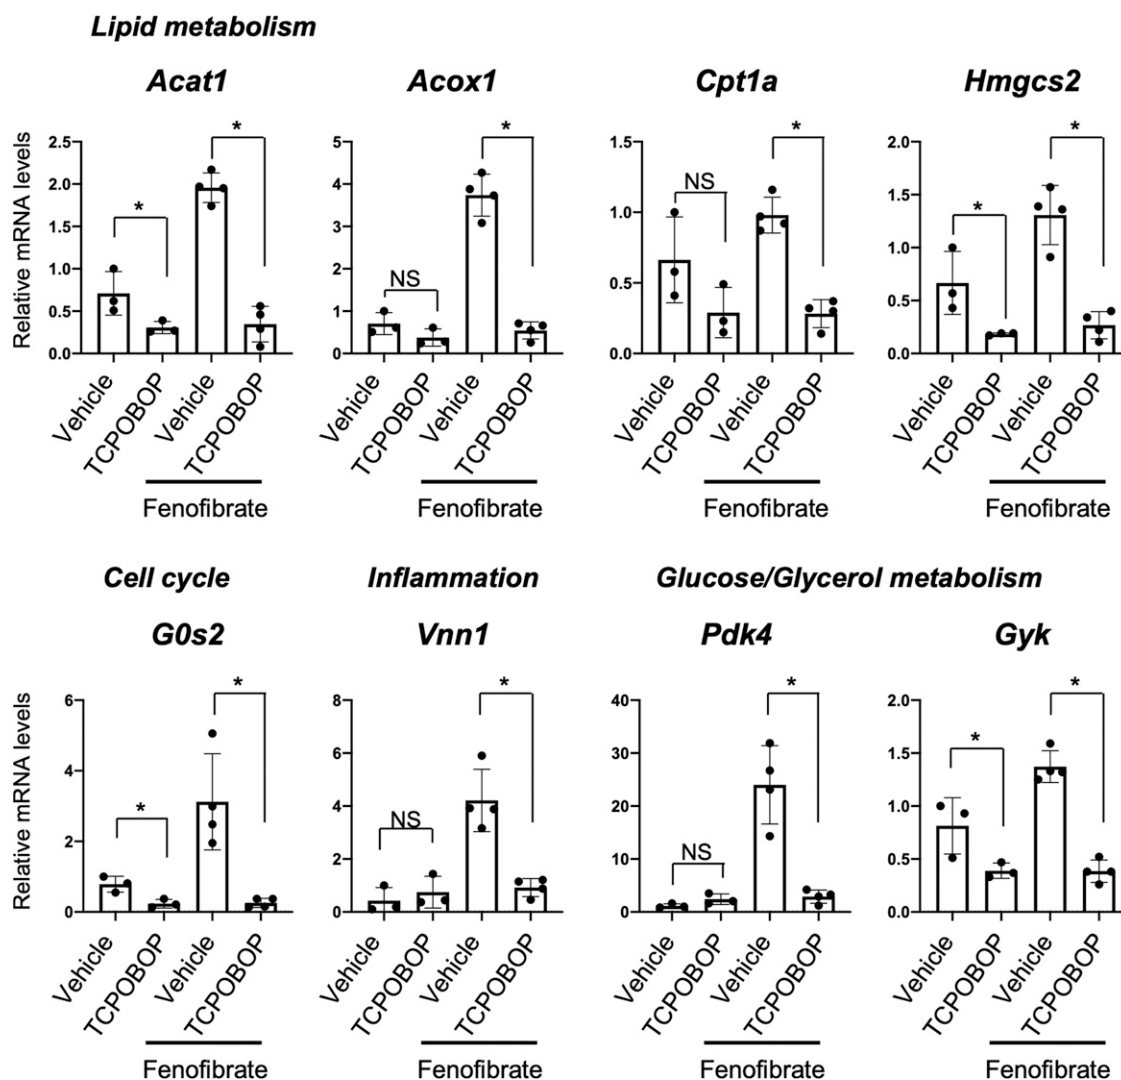 Lipid metabolism
Acat1 Acox1 Cpt1a Hmgcs2
Relative mRNA levels
2.5
2.0
1.5
1.0
0.5
0.0
*
*
Vehicle
TCPOBOP
Vehicle
TCPOBOP
Fenofibrate
5
4
3
2
1
0
NS
*
Vehicle
TCPOBOP
Vehicle
TCPOBOP
Fenofibrate
1.5
1.0
0.5
0.0
NS
*
Vehicle
TCPOBOP
Vehicle
TCPOBOP
Fenofibrate
2.0
1.5
1.0
0.5
0.0
*
*
Vehicle
TCPOBOP
Vehicle
TCPOBOP
Fenofibrate
Cell cycle Inflammation Glucose/Glycerol metabolism
G0s2 Vnn1 Pdk4 Gyk
Relative mRNA levels
6
4
2
0
*
*
Vehicle
TCPOBOP
Vehicle
TCPOBOP
Fenofibrate
8
6
4
2
0
NS
*
Vehicle
TCPOBOP
Vehicle
TCPOBOP
Fenofibrate
40
30
20
10
0
NS
*
Vehicle
TCPOBOP
Vehicle
TCPOBOP
Fenofibrate
2.0
1.5
1.0
0.5
0.0
*
*
Vehicle
TCPOBOP
Vehicle
TCPOBOP
Fenofibrate